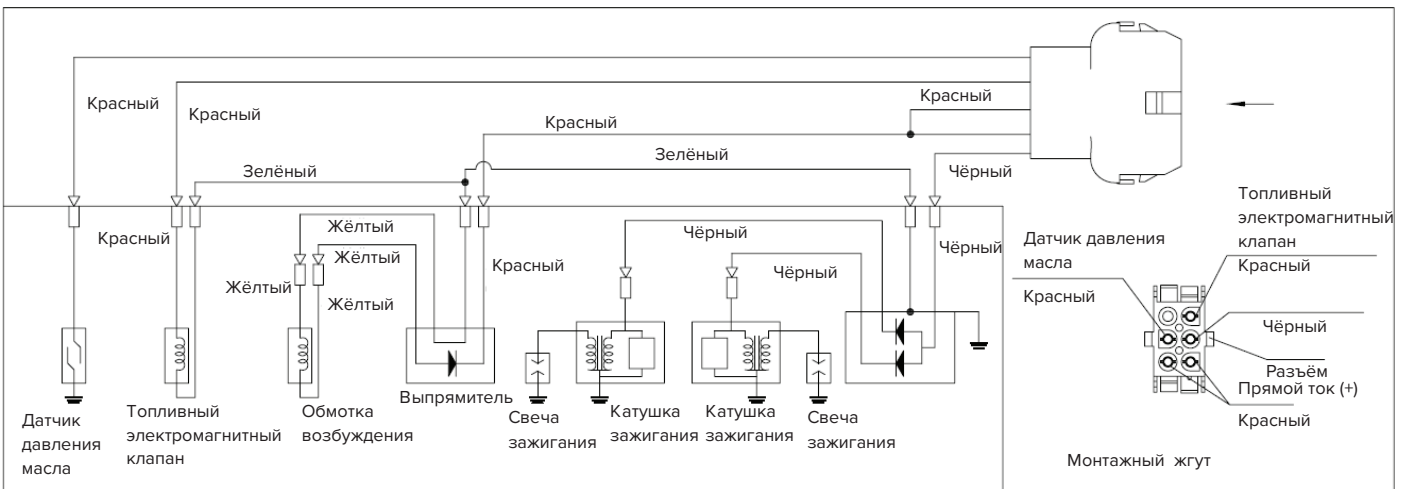 Красный
Красный
Красный
Красный
Зелёный
Зелёный
Чёрный
Красный
Жёлтый
Жёлтый
Жёлтый
Жёлтый
Красный
Чёрный
Чёрный
Чёрный
Датчик
давления
масла
Топливный
электромагнитный
клапан
Обмотка
возбуждения
Выпрямитель
Свеча
зажигания
Катушка
зажигания
Катушка
зажигания
Свеча
зажигания
Датчик давления
масла
Красный
Топливный
электромагнитный
клапан
Красный
Чёрный
Разъём
Прямой ток (+)
Красный
Монтажный жгут